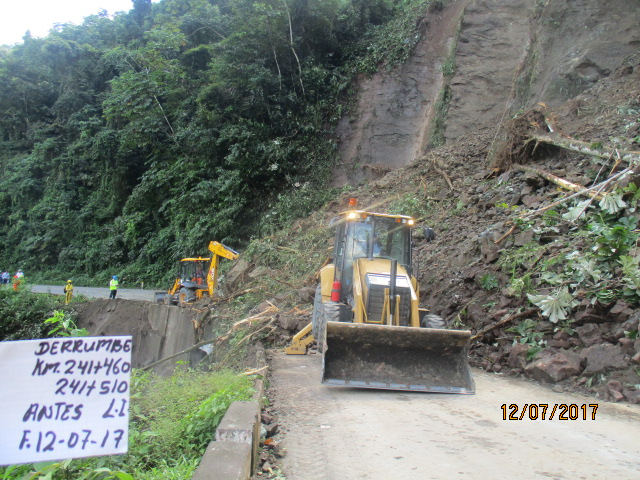 DERRUMBE
KM. 241+460
241+510
ANTES L.I
F.12-07-17
12/07/2017